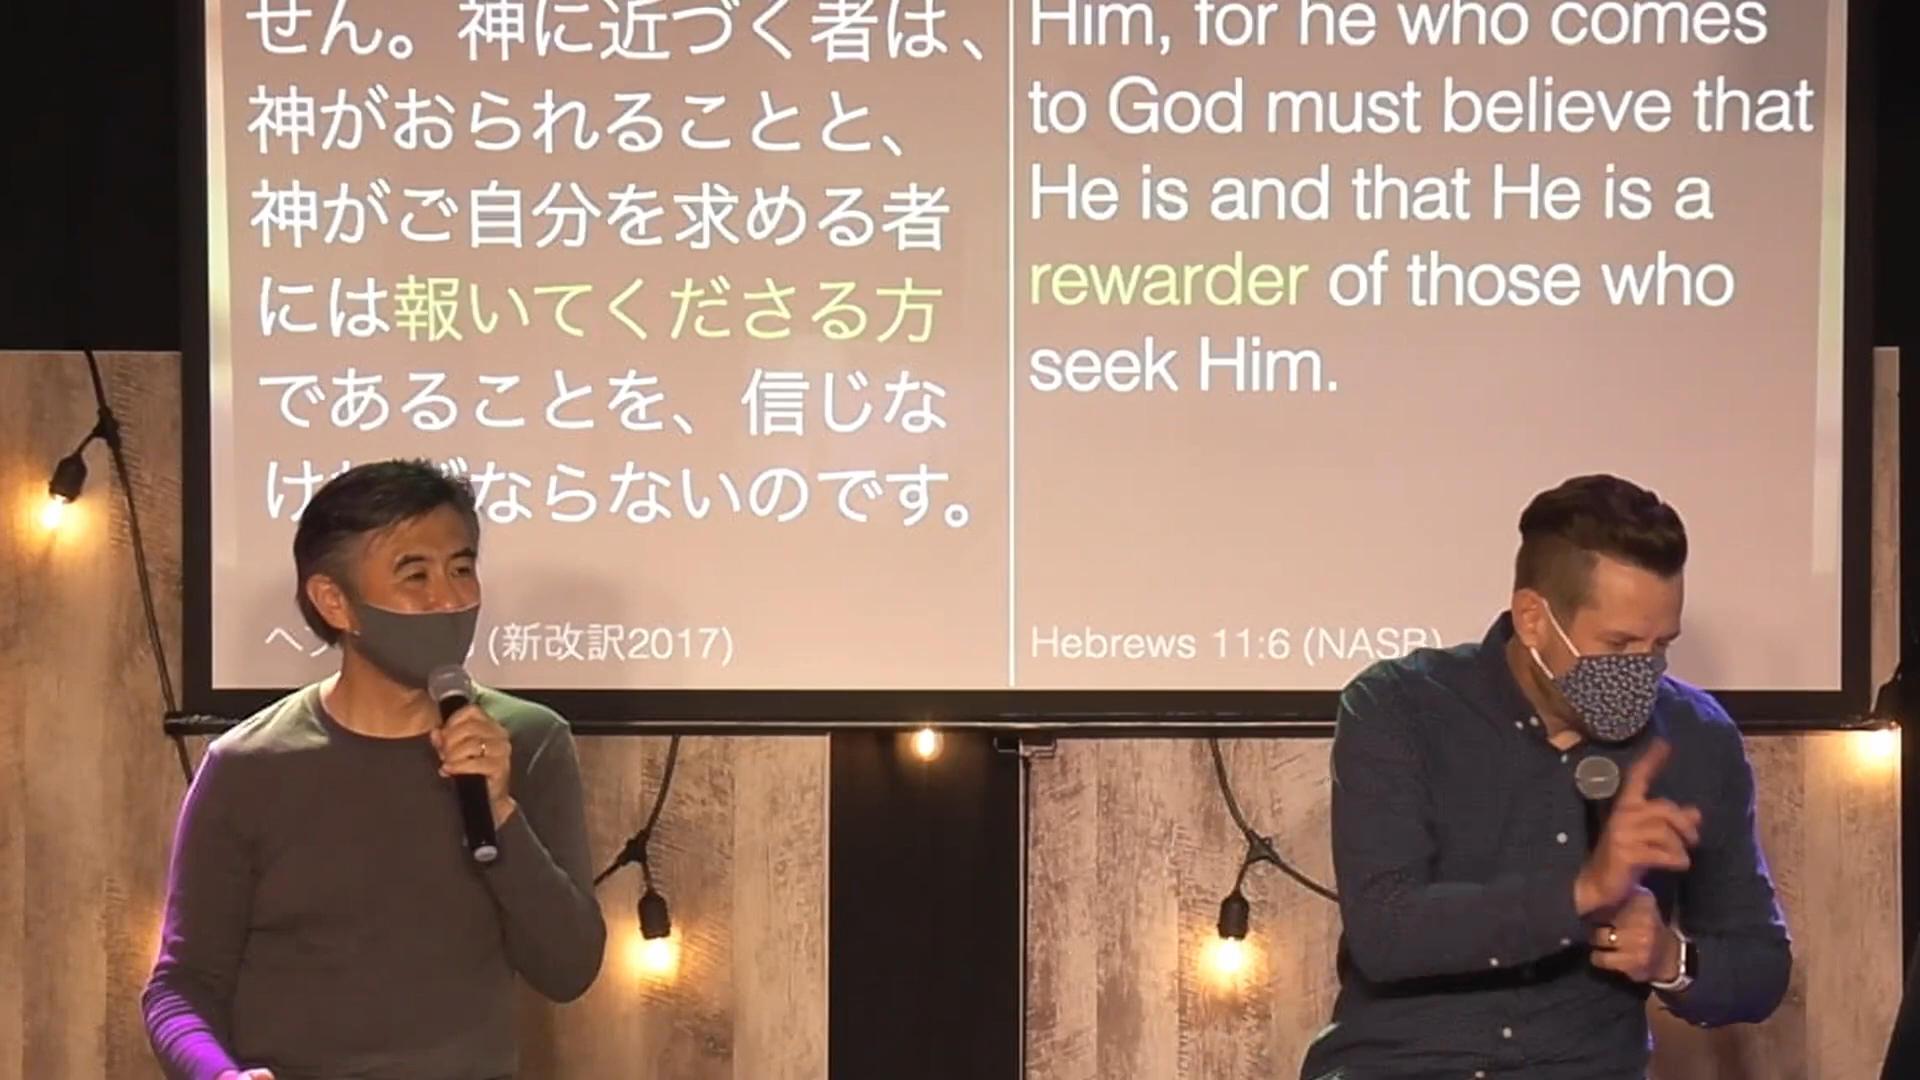 せん。神に近づく者は、
神がおられることと、
神がご自分を求める者
には報いてくださる方
であることを、信じな
け ばならないのです。
(新改訳2017)
Him, for he who comes
to God must believe that
He is and that He is a
rewarder of those who
seek Him.
Hebrews 11:6 (NASB)